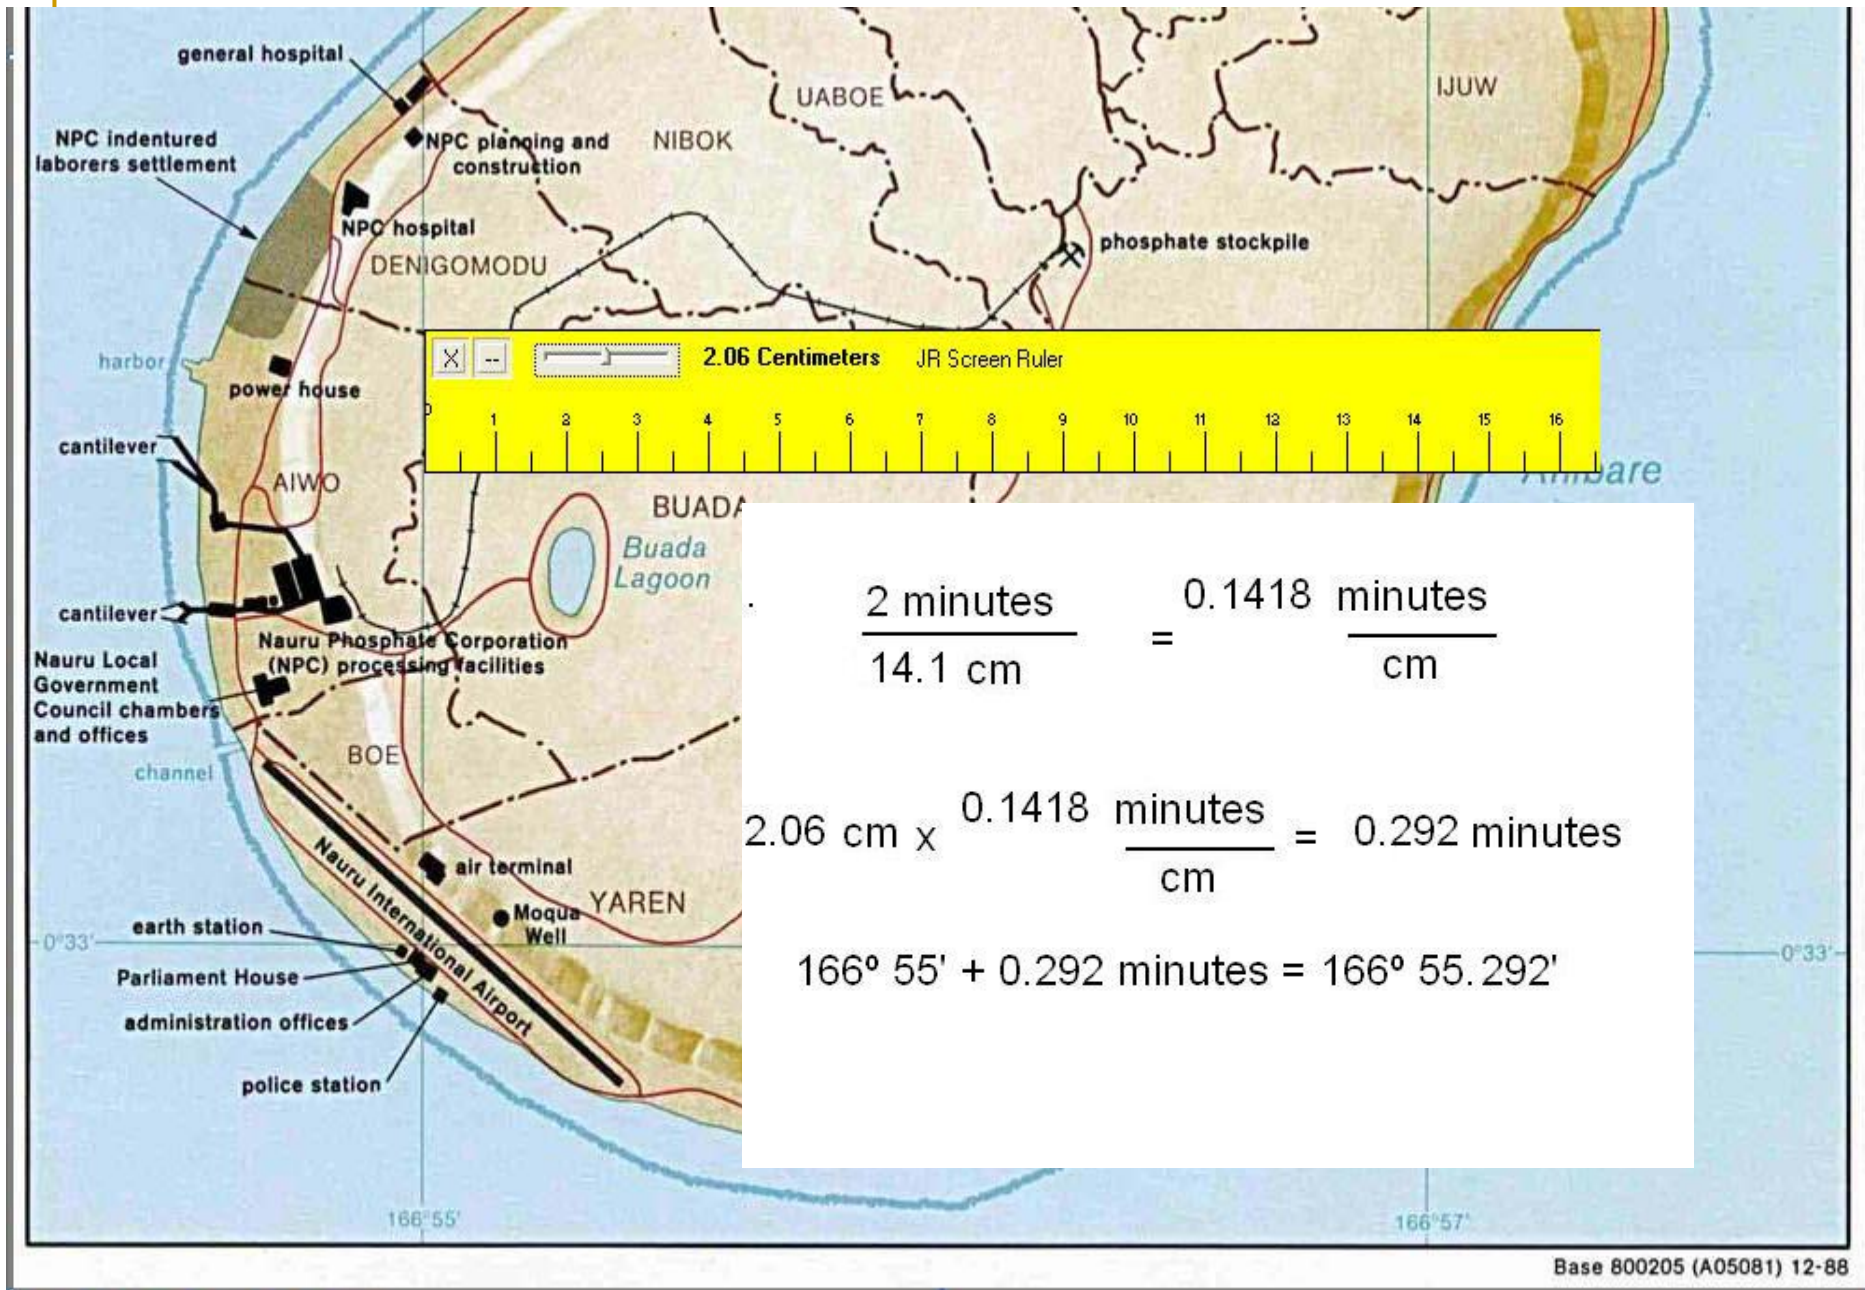 general hospital
UABOE
IJUW
NPC indentured
laborers settlement
NPC planning and
construction
NIBOK
NPC hospital
phosphate stockpile
DENIGOMODU
harbor
power house
X -- 2.06 Centimeters JR Screen Ruler
0 1 2 3 4 5 6 7 8 9 10 11 12 13 14 15 16
cantilever
AIWO
BUADA
Buada
Lagoon
cantilever
Nauru Phosphate Corporation
(NPC) processing facilities
Nauru Local
Government
Council chambers
and offices
BOE
channel
air terminal
Nauru International Airport
YAREN
Moqua
Well
earth station
0°33'
0°33'
Parliament House
administration offices
police station
166°55'
166°57'
2 minutes
14.1 cm
=
0.1418 minutes
cm
2.06 cm x 0.1418 minutes
cm
= 0.292 minutes
166º 55' + 0.292 minutes = 166º 55.292'
Base 800205 (A05081) 12-88